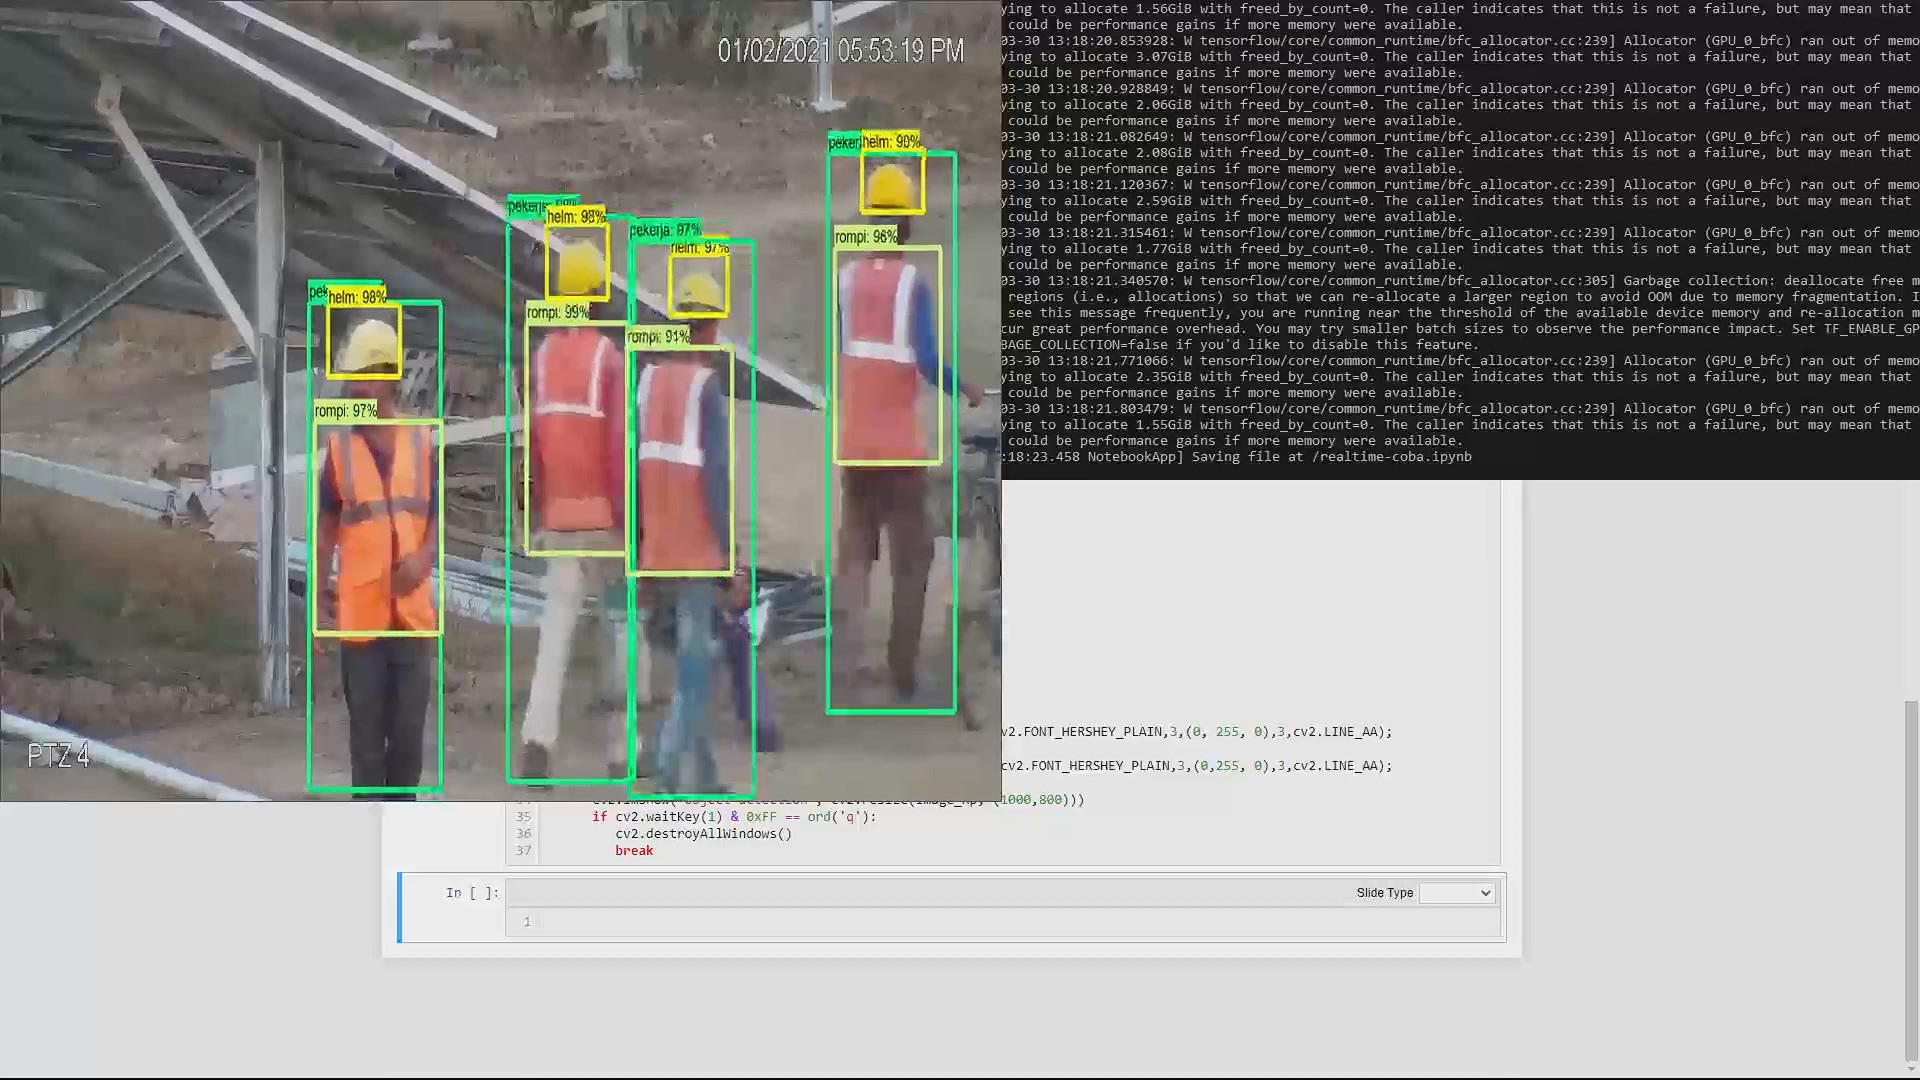 01/02/2021 05:53:19 PM
helm: 90%
rompi: 96%
helm: 98%
pekerja: 97%
helm: 97%
rompi: 99%
rompi: 91%
helm: 98%
rompi: 97%
PTZ 4
ying to allocate 1.56GiB with freed_by_count=0. The caller indicates that this is not a failure, but may mean that
could be performance gains if more memory were available.
03-30 13:18:20.853928: W tensorflow/core/common_runtime/bfc_allocator.cc:239] Allocator (GPU_0_bfc) ran out of memo
ying to allocate 3.07GiB with freed_by_count=0. The caller indicates that this is not a failure, but may mean that
could be performance gains if more memory were available.
03-30 13:18:20.928849: W tensorflow/core/common_runtime/bfc_allocator.cc:239] Allocator (GPU_0_bfc) ran out of memo
ying to allocate 2.06GiB with freed_by_count=0. The caller indicates that this is not a failure, but may mean that
could be performance gains if more memory were available.
03-30 13:18:21.082649: W tensorflow/core/common_runtime/bfc_allocator.cc:239] Allocator (GPU_0_bfc) ran out of memo
ying to allocate 2.08GiB with freed_by_count=0. The caller indicates that this is not a failure, but may mean that
could be performance gains if more memory were available.
03-30 13:18:21.120367: W tensorflow/core/common_runtime/bfc_allocator.cc:239] Allocator (GPU_0_bfc) ran out of memo
ying to allocate 2.59GiB with freed_by_count=0. The caller indicates that this is not a failure, but may mean that
could be performance gains if more memory were available.
03-30 13:18:21.315461: W tensorflow/core/common_runtime/bfc_allocator.cc:239] Allocator (GPU_0_bfc) ran out of memo
ying to allocate 1.77GiB with freed_by_count=0. The caller indicates that this is not a failure, but may mean that
could be performance gains if more memory were available.
03-30 13:18:21.340570: W tensorflow/core/common_runtime/bfc_allocator.cc:305] Garbage collection: deallocate free m
regions (i.e., allocations) so that we can re-allocate a larger region to avoid OOM due to memory fragmentation. I
see this message frequently, you are running near the threshold of the available device memory and re-allocation m
cur great performance overhead. You may try smaller batch sizes to observe the performance impact. Set TF_ENABLE_GP
BAGE_COLLECTION=false if you'd like to disable this feature.
03-30 13:18:21.771066: W tensorflow/core/common_runtime/bfc_allocator.cc:239] Allocator (GPU_0_bfc) ran out of memo
ying to allocate 2.35GiB with freed_by_count=0. The caller indicates that this is not a failure, but may mean that
could be performance gains if more memory were available.
03-30 13:18:21.803479: W tensorflow/core/common_runtime/bfc_allocator.cc:239] Allocator (GPU_0_bfc) ran out of memo
ying to allocate 1.55GiB with freed_by_count=0. The caller indicates that this is not a failure, but may mean that
could be performance gains if more memory were available.
:18:23.458 NotebookApp] Saving file at /realtime-coba.ipynb
v2.FONT_HERSHEY_PLAIN,3,(0, 255, 0),3,cv2.LINE_AA);
cv2.FONT_HERSHEY_PLAIN,3,(0,255, 0),3,cv2.LINE_AA);
(1000,800)))
35 if cv2.waitKey(1) & 0xFF == ord('q'):
36 cv2.destroyAllWindows()
37 break
In [ ]:
Slide Type
1